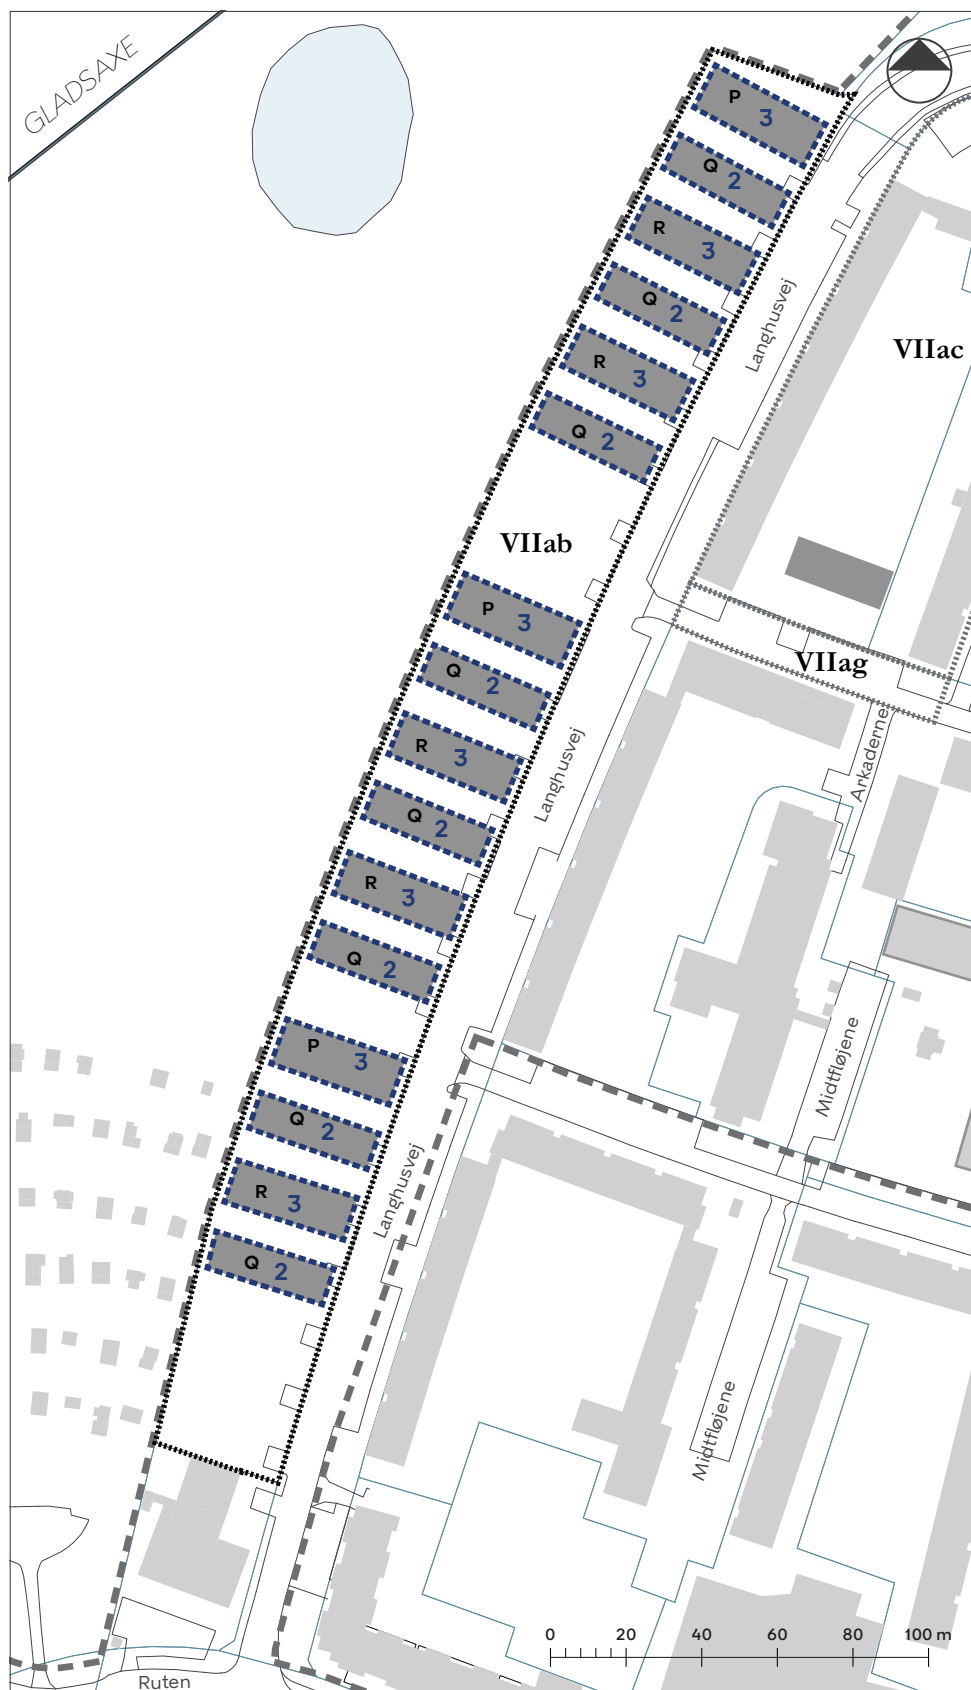 GLADSAXE
P 3
Q 2
R 3
Q 2
R 3
Q 2
Langhusvej
VIIac
VIIab
P 3
Q 2
R 3
Q 2
R 3
Q 2
VIIag
Langhusvej
Arkaderne
Midtfløjene
P 3
Q 2
R 3
Q 2
Langhusvej
Midtfløjene
Ruten
0 20 40 60 80 100 m